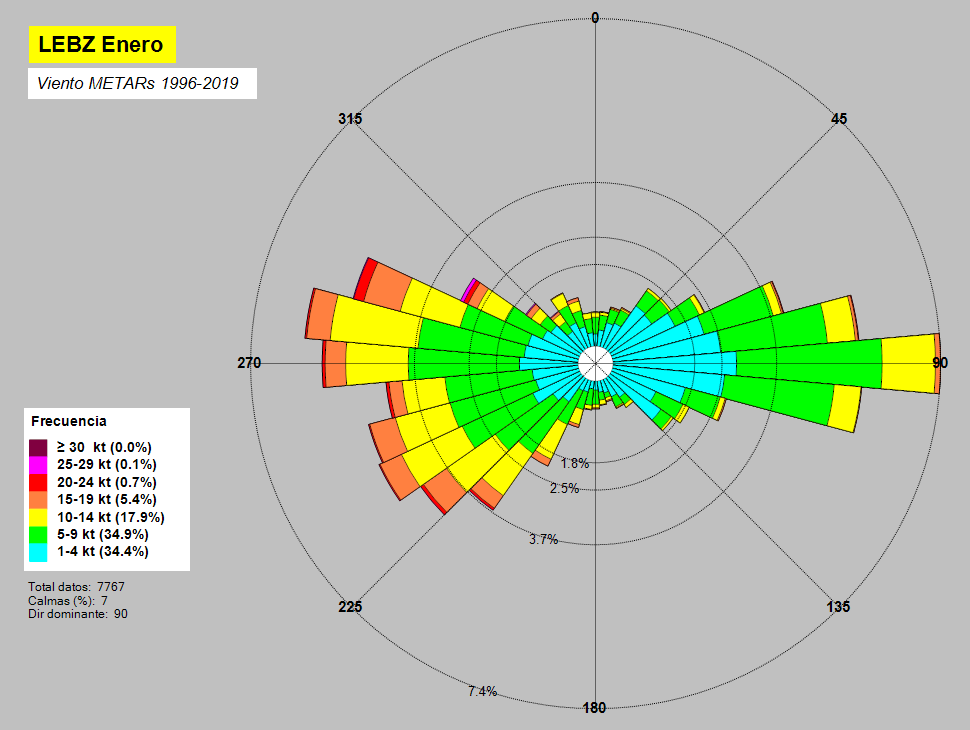 LEBZ Enero
Viento METARs 1996-2019
0
45
90
135
180
225
270
315
1.8%
2.5%
3.7%
7.4%
Frecuencia
≥ 30 kt (0.0%)
25-29 kt (0.1%)
20-24 kt (0.7%)
15-19 kt (5.4%)
10-14 kt (17.9%)
5-9 kt (34.9%)
1-4 kt (34.4%)
Total datos: 7767
Calmas (%): 7
Dir dominante: 90